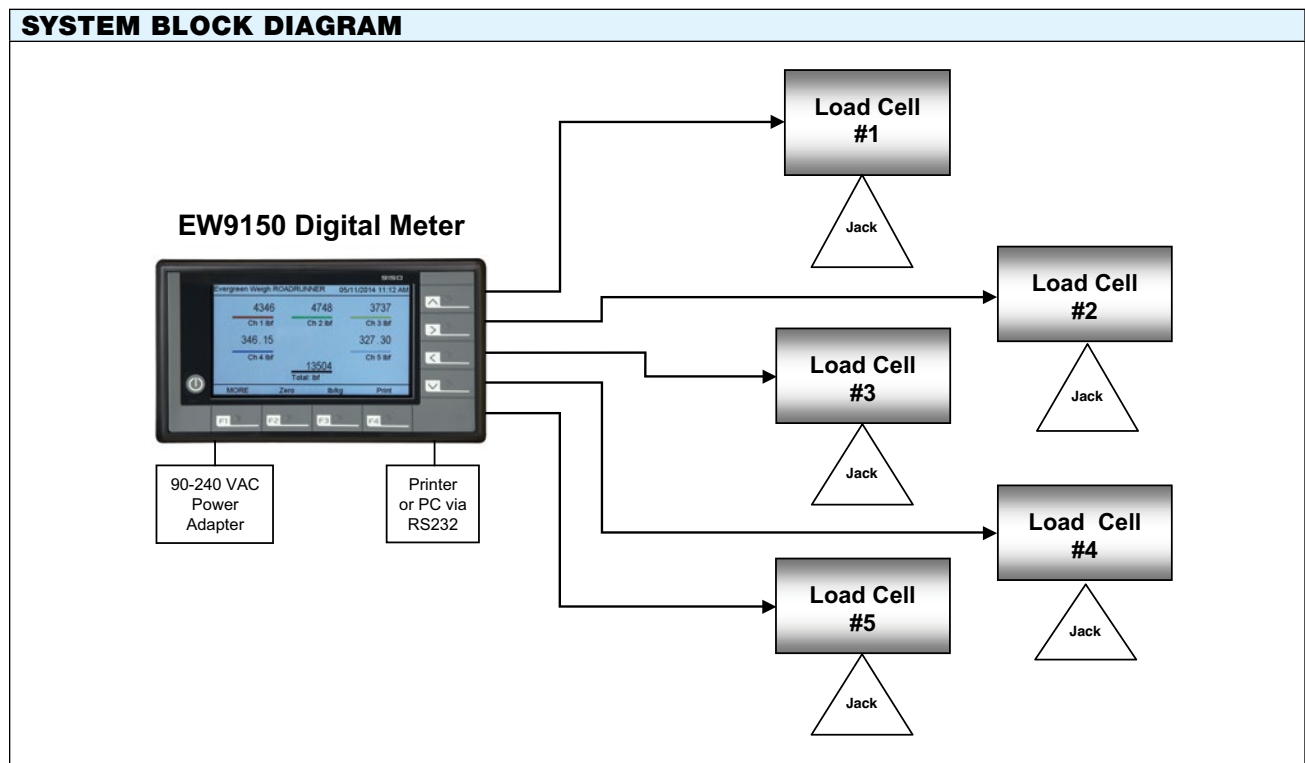 SYSTEM BLOCK DIAGRAM
Load Cell
#1
Jack
EW9150 Digital Meter
9150
Evergreen Weigh ROADRUNNER 05/11/2014 11:12 AM
4346 4748 3737
Ch 1 lbf Ch 2 lbf Ch 3 lbf
346.15 327.30
Ch 4 lbf Ch 5 lbf
13504
Total: lbf
MORE Zero lb/kg Print
F1 F2 F3 F4
90-240 VAC
Power
Adapter
Printer
or PC via
RS232
Load Cell
#2
Jack
Load Cell
#3
Jack
Load Cell
#4
Jack
Load Cell
#5
Jack